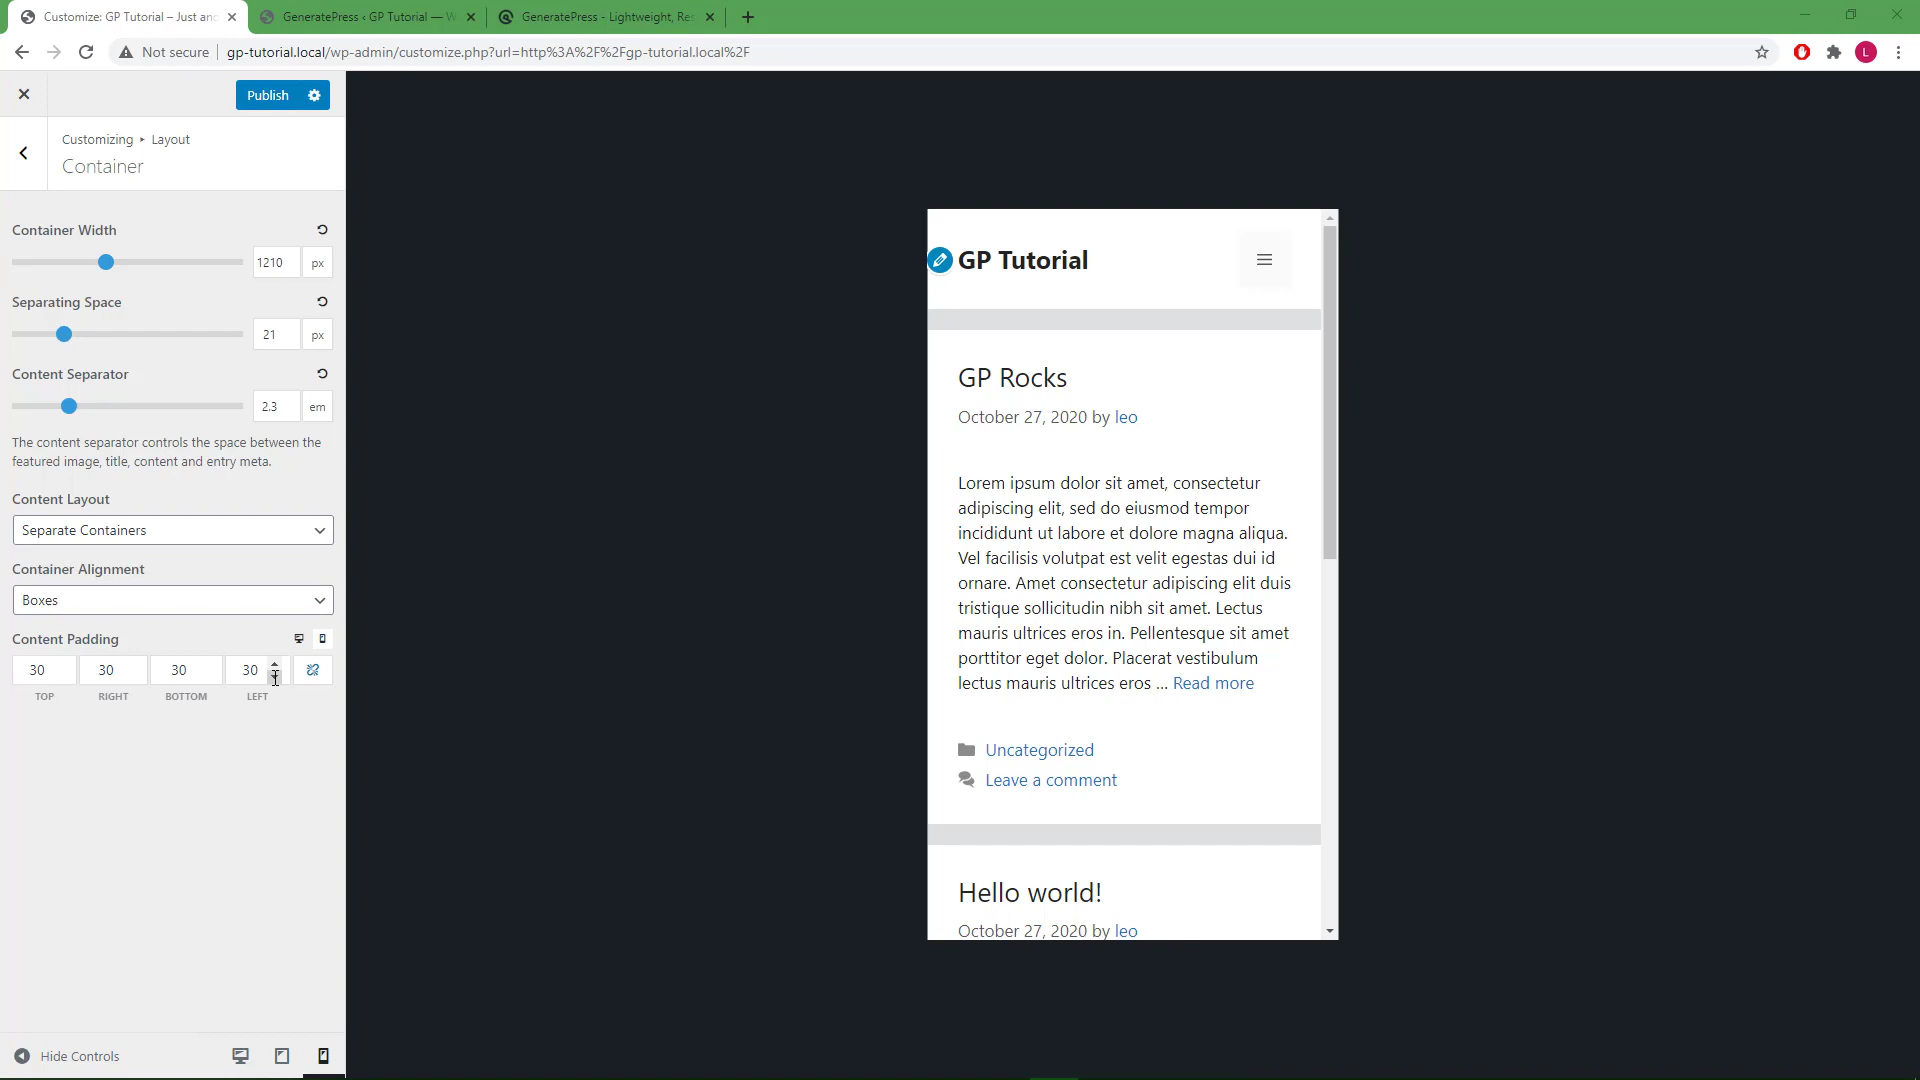 Customize: GP Tutorial – Just anc
GeneratePress ‹ GP Tutorial — W
GeneratePress - Lightweight, Res
Not secure
gp-tutorial.local/wp-admin/customize.php?url=http%3A%2F%2Fgp-tutorial.local%2F
L
Publish
Customizing ▸ Layout
Container
Container Width
1210 px
Separating Space
21 px
Content Separator
2.3 em
The content separator controls the space between the
featured image, title, content and entry meta.
Content Layout
Separate Containers
Container Alignment
Boxes
Content Padding
30 30 30 30
TOP RIGHT BOTTOM LEFT
Hide Controls
GP Tutorial
GP Rocks
October 27, 2020 by leo
Lorem ipsum dolor sit amet, consectetur
adipiscing elit, sed do eiusmod tempor
incididunt ut labore et dolore magna aliqua.
Vel facilisis volutpat est velit egestas dui id
ornare. Amet consectetur adipiscing elit duis
tristique sollicitudin nibh sit amet. Lectus
mauris ultrices eros in. Pellentesque sit amet
porttitor eget dolor. Placerat vestibulum
lectus mauris ultrices eros ... Read more
Uncategorized
Leave a comment
Hello world!
October 27, 2020 by leo